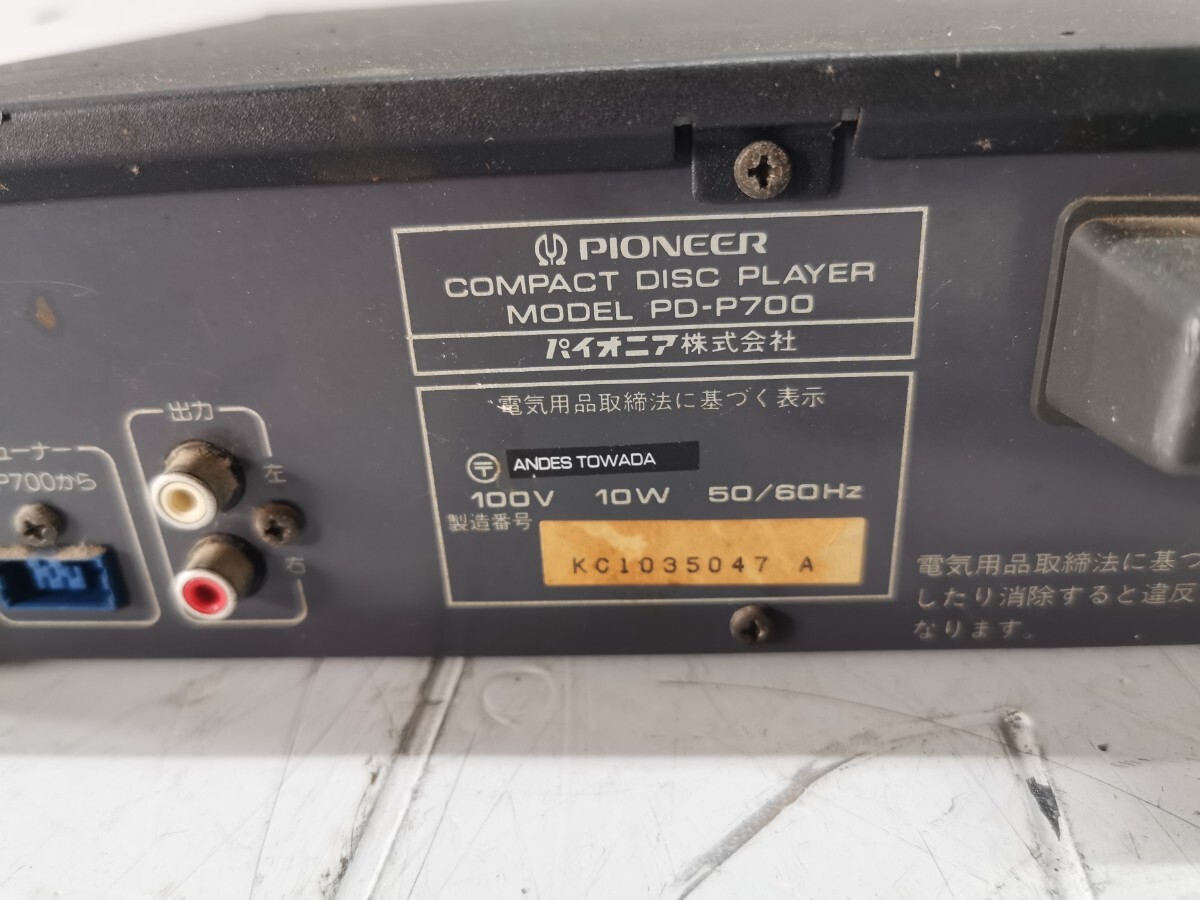 PIONEER
COMPACT DISC PLAYER
MODEL PD-P700
パイオニア株式会社
電気用品取締法に基づく表示
〒 ANDES TOWADA
100V 10W 50/60Hz
製造番号
KC1035047 A
出力
左
右
ューナー
P700から
電気用品取締法に基づ
したり消除すると違反
なります。